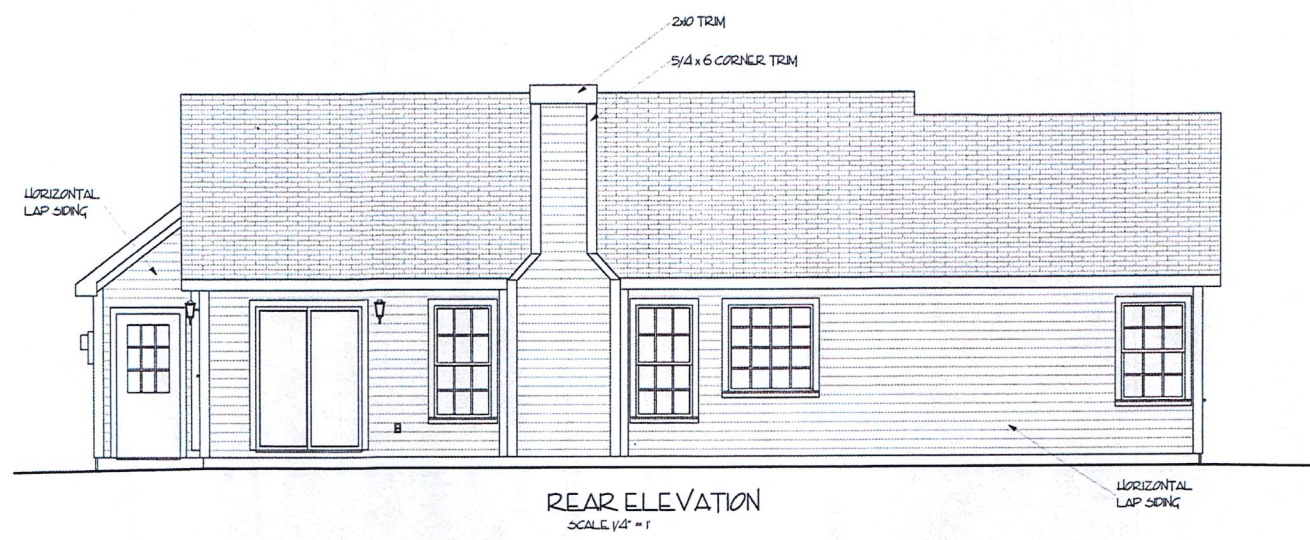 2x10 TRIM
5/4 x 6 CORNER TRIM
HORIZONTAL
LAP SIDING
HORIZONTAL
LAP SIDING
REAR ELEVATION
SCALE 1/4" = 1'